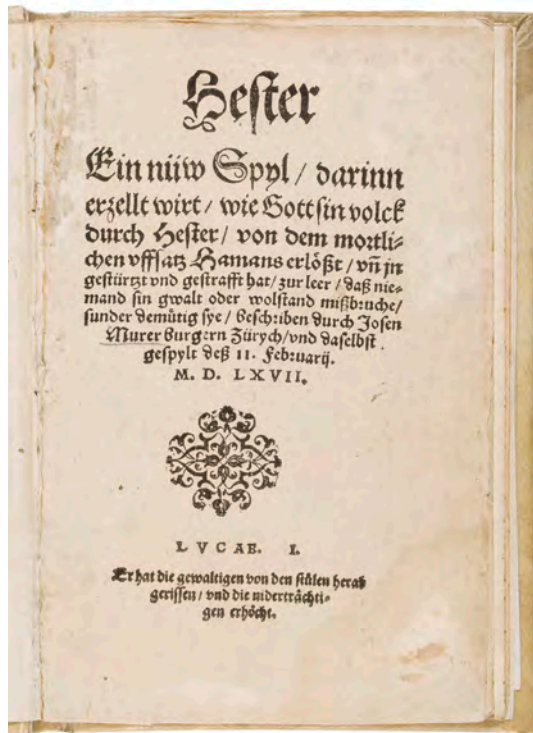 Hester
Ein nüw Spyl / darinn
erzellt wirt / wie Gott sin volck
durch Hester / von dem mortli⸗
chen vffsatz Hamans erlößt / vñ jn
gestürtzt vnd gestrafft hat / zur leer / daß nie⸗
mand sin gwalt oder wolstand mißbruche /
sunder demütig sye / beschriben durch Josen
Murer burgern Zürych / vnd daselbst
gespylt deß 11. Februarij.
M. D. LXVII.
LVCAE. I.
Er hat die gewaltigen von den stülen herab
gerissen / vnd die niderträchti⸗
gen erhöcht.